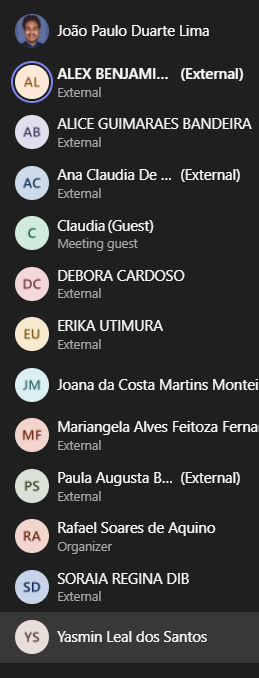 João Paulo Duarte Lima
AL
ALEX BENJAMI... (External)
External
AB
ALICE GUIMARAES BANDEIRA
External
AC
Ana Claudia De ... (External)
External
C
Claudia (Guest)
Meeting guest
DC
DEBORA CARDOSO
External
EU
ERIKA UTIMURA
External
JM
Joana da Costa Martins Montei
MF
Mariangela Alves Feitoza Ferna
External
PS
Paula Augusta B... (External)
External
RA
Rafael Soares de Aquino
Organizer
SD
SORAIA REGINA DIB
External
YS
Yasmin Leal dos Santos